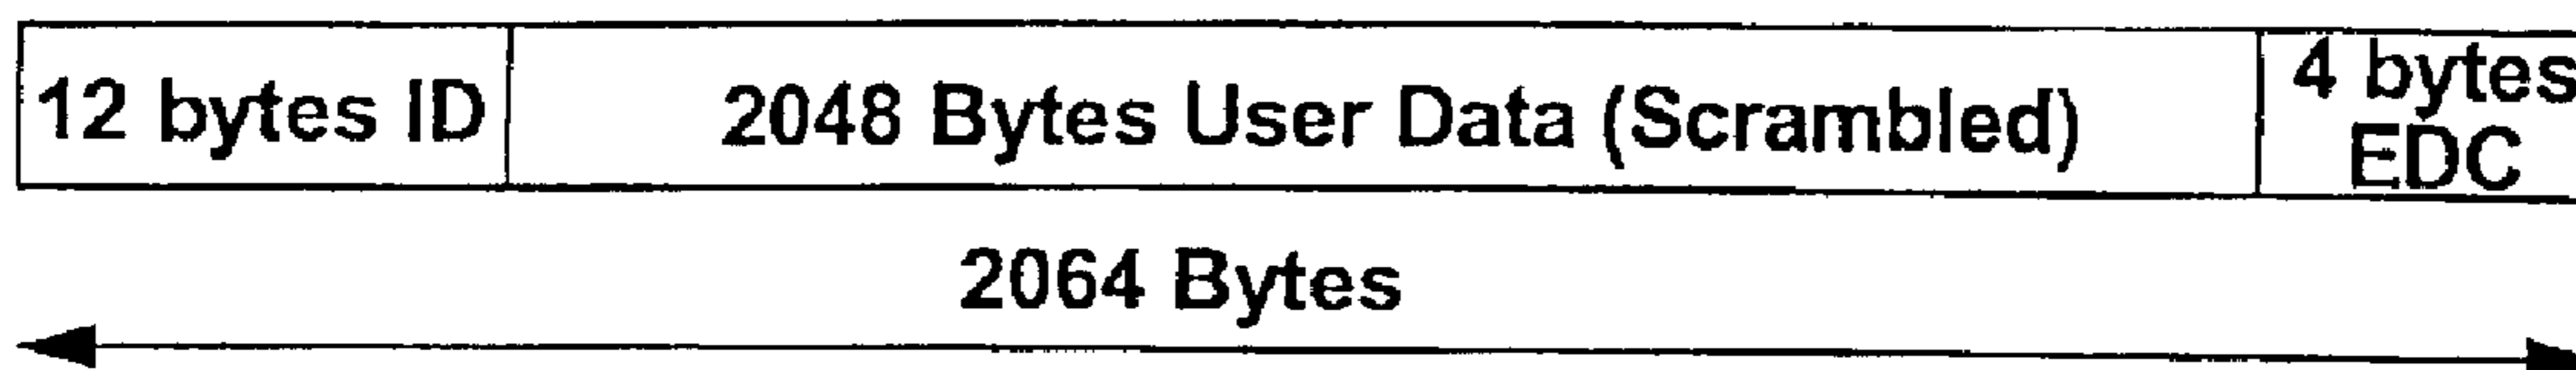 12 bytes ID
2048 Bytes User Data (Scrambled)
4 bytes
EDC
2064 Bytes